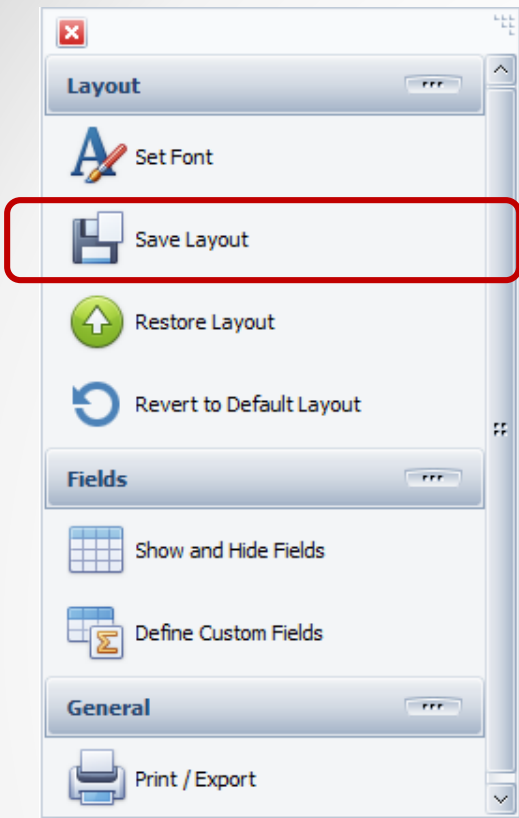 Layout
Set Font
Save Layout
Restore Layout
Revert to Default Layout
Fields
Show and Hide Fields
Define Custom Fields
General
Print / Export